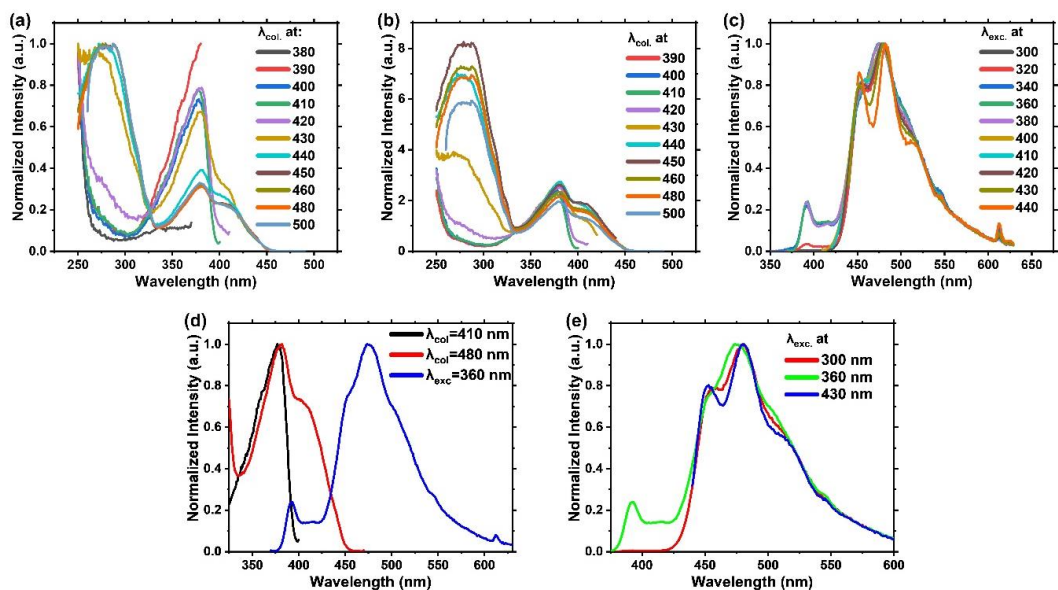 (a)
λcol. at:
380
390
400
410
420
430
440
450
460
480
500
Normalized Intensity (a.u.)
1.0
0.8
0.6
0.4
0.2
0.0
250 300 350 400 450 500
Wavelength (nm)
(b)
λcol. at
390
400
410
420
430
440
450
460
480
500
Normalized Intensity (a.u.)
8
6
4
2
0
250 300 350 400 450 500
Wavelength (nm)
(c)
λexc. at
300
320
340
360
380
400
410
420
430
440
Normalized Intensity (a.u.)
1.0
0.8
0.6
0.4
0.2
0.0
350 400 450 500 550 600 650
Wavelength (nm)
(d)
λcol=410 nm
λcol=480 nm
λexc=360 nm
Normalized Intensity (a.u.)
1.0
0.8
0.6
0.4
0.2
0.0
350 400 450 500 550 600
Wavelength (nm)
(e)
λexc. at
300 nm
360 nm
430 nm
Normalized Intensity (a.u.)
1.0
0.8
0.6
0.4
0.2
0.0
400 450 500 550 600
Wavelength (nm)